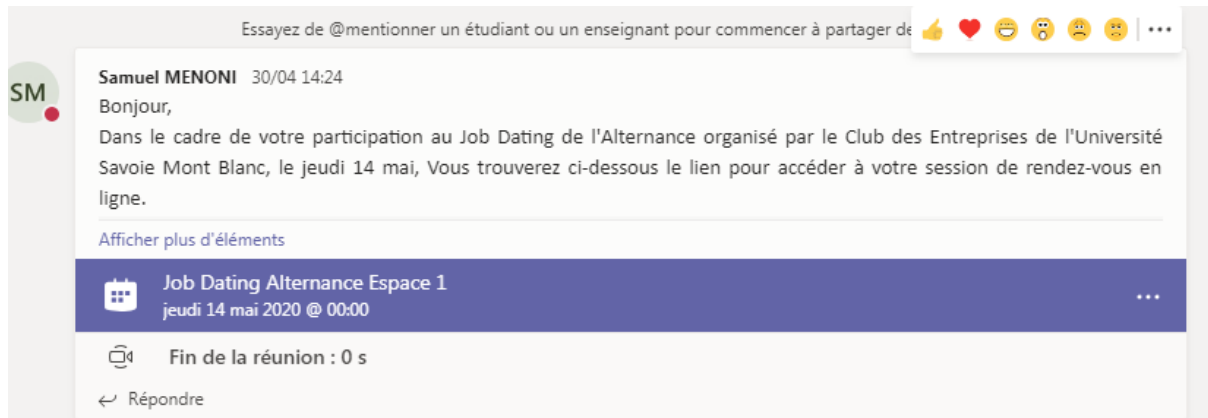 Essayez de @mentionner un étudiant ou un enseignant pour commencer à partager de
SM
Samuel MENONI 30/04 14:24
Bonjour,
Dans le cadre de votre participation au Job Dating de l'Alternance organisé par le Club des Entreprises de l'Université
Savoie Mont Blanc, le jeudi 14 mai, Vous trouverez ci-dessous le lien pour accéder à votre session de rendez-vous en
ligne.
Afficher plus d'éléments
Job Dating Alternance Espace 1
jeudi 14 mai 2020 @ 00:00
Fin de la réunion : 0 s
Répondre